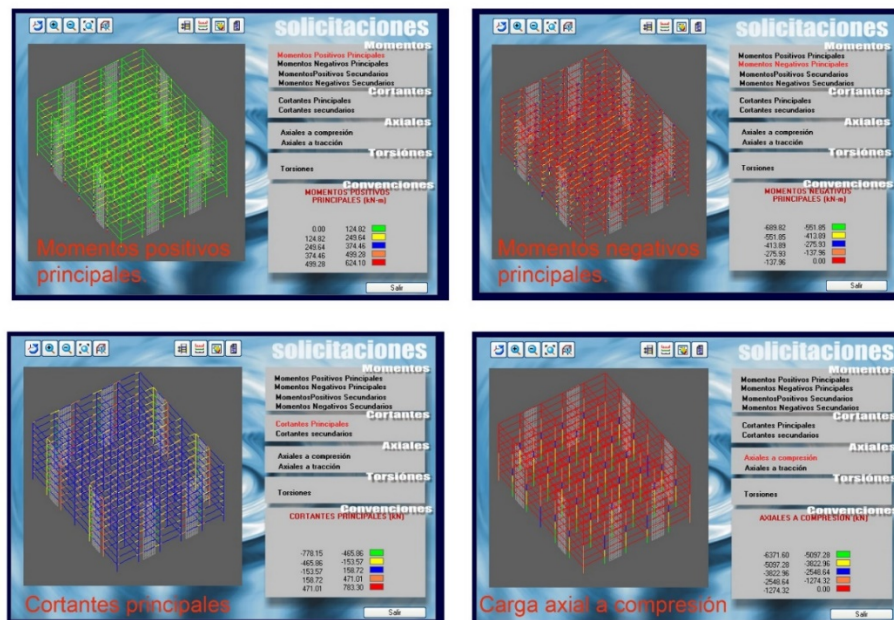 solicitaciones
Momentos
Momentos Positivos Principales
Momentos Negativos Principales
MomentosPositivos Secundarios
Momentos Negativos Secundarios
Cortantes
Cortantes Principales
Cortantes secundarios
Axiales
Axiales a compresión
Axiales a tracción
Torsiónes
Torsiones
Convenciones
MOMENTOS POSITIVOS
PRINCIPALES (kN-m)
0.00 124.82
124.82 249.64
249.64 374.46
374.46 499.28
499.28 624.10
Momentos positivos
principales.
Salir
solicitaciones
Momentos
Momentos Positivos Principales
Momentos Negativos Principales
MomentosPositivos Secundarios
Momentos Negativos Secundarios
Cortantes
Cortantes Principales
Cortantes secundarios
Axiales
Axiales a compresión
Axiales a tracción
Torsiónes
Torsiones
Convenciones
MOMENTOS NEGATIVOS
PRINCIPALES (kN-m)
-689.82 -551.85
-551.85 -413.89
-413.89 -275.93
-275.93 -137.96
-137.96 0.00
Momentos negativos
principales.
Salir
solicitaciones
Momentos
Momentos Positivos Principales
Momentos Negativos Principales
MomentosPositivos Secundarios
Momentos Negativos Secundarios
Cortantes
Cortantes Principales
Cortantes secundarios
Axiales
Axiales a compresión
Axiales a tracción
Torsiónes
Torsiones
Convenciones
CORTANTES PRINCIPALES (kN)
-778.15 -465.86
-465.86 -153.57
-153.57 158.72
158.72 471.01
471.01 783.30
Cortantes principales
Salir
solicitaciones
Momentos
Momentos Positivos Principales
Momentos Negativos Principales
MomentosPositivos Secundarios
Momentos Negativos Secundarios
Cortantes
Cortantes Principales
Cortantes secundarios
Axiales
Axiales a compresión
Axiales a tracción
Torsiónes
Torsiones
Convenciones
AXIALES A COMPRESIÓN (kN)
-6371.60 -5097.28
-5097.28 -3822.96
-3822.96 -2548.64
-2548.64 -1274.32
-1274.32 0.00
Carga axial a compresión
Salir